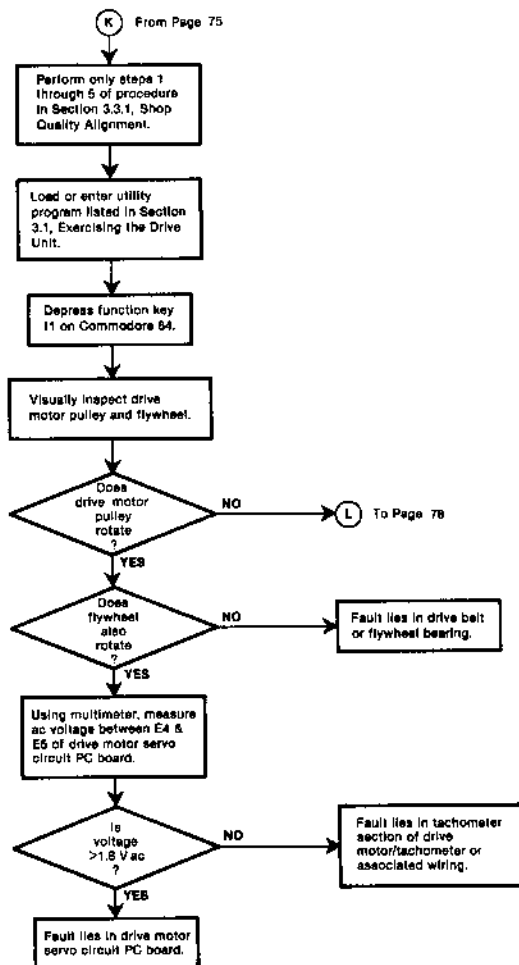 K From Page 75
Perform only steps 1
through 5 of procedure
in Section 3.3.1, Shop
Quality Alignment.
Load or enter utility
program listed in Section
3.1, Exercising the Drive
Unit.
Depress function key
f1 on Commodore 64.
Visually inspect drive
motor pulley and flywheel.
Does
drive motor
pulley
rotate
?
NO
L To Page 78
YES
Does
flywheel
also
rotate
?
NO
Fault lies in drive belt
or flywheel bearing.
YES
Using multimeter, measure
ac voltage between E4 &
E5 of drive motor servo
circuit PC board.
Is
voltage
>1.6 V ac
?
NO
Fault lies in tachometer
section of drive
motor/tachometer or
associated wiring.
YES
Fault lies in drive motor
servo circuit PC board.